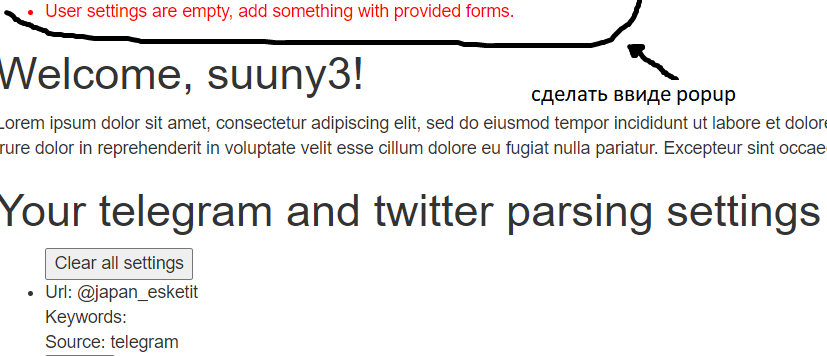 User settings are empty, add something with provided forms.
Welcome, suuny3!
сделать ввиде popup
Lorem ipsum dolor sit amet, consectetur adipiscing elit, sed do eiusmod tempor incididunt ut labore et dolore
rure dolor in reprehenderit in voluptate velit esse cillum dolore eu fugiat nulla pariatur. Excepteur sint occae
Your telegram and twitter parsing settings
Clear all settings
Url: @japan_esketit
Keywords:
Source: telegram